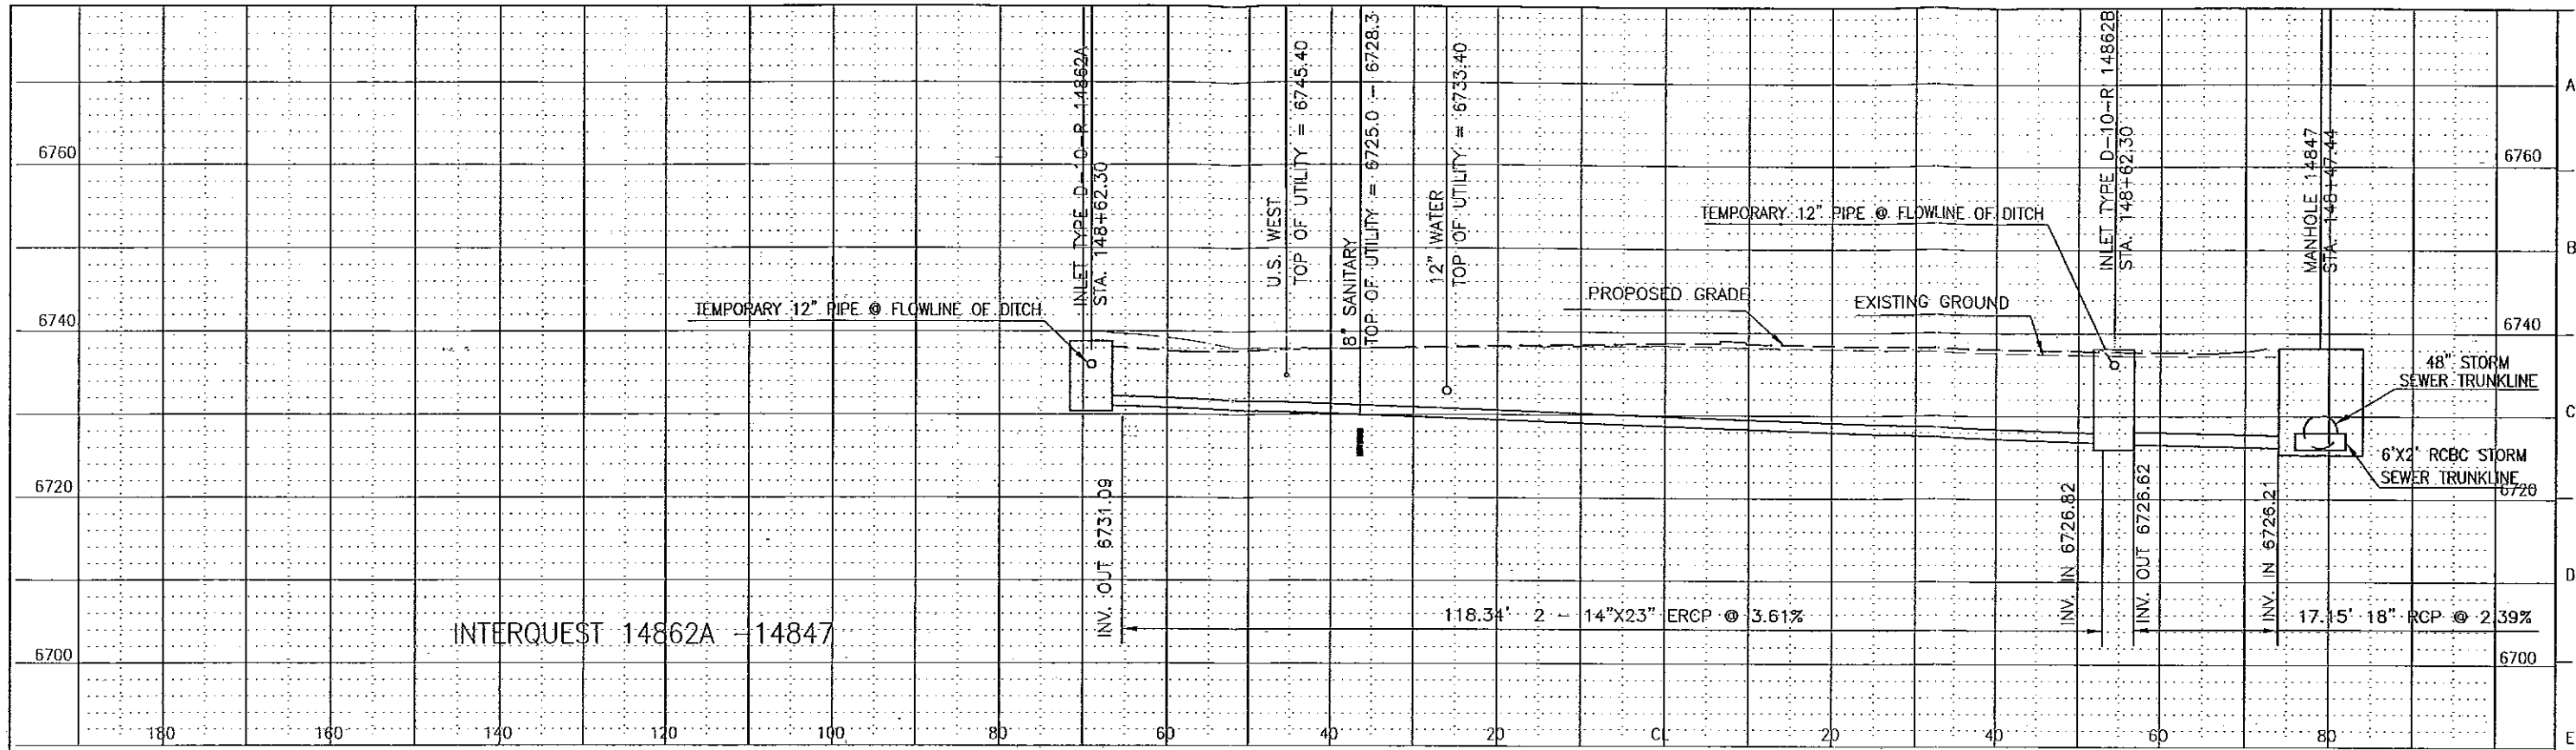 INLET TYPE D-10-R 14862A
STA. 148+62.30
U.S. WEST
TOP OF UTILITY = 6745.40
8" SANITARY
TOP OF UTILITY = 6725.0 - 6728.3
12" WATER
TOP OF UTILITY = 6733.40
INLET TYPE D-10-R 14862B
STA. 148+62.30
MANHOLE 14847
STA. 148+47.44
A
6760
6760
TEMPORARY 12" PIPE @ FLOWLINE OF DITCH
B
TEMPORARY 12" PIPE @ FLOWLINE OF DITCH
PROPOSED GRADE
EXISTING GROUND
6740
6740
48" STORM
SEWER TRUNKLINE
C
6'X2' RCBC STORM
SEWER TRUNKLINE
6720
6720
INV. OUT 6731.09
INV. IN 6726.82
INV. OUT 6726.62
INV. IN 6726.21
D
118.34' 2 - 14"X23" ERCP @ 3.61%
17.15' 18" RCP @ 2.39%
INTERQUEST 14862A - 14847
6700
6700
180 160 140 100 80 60 40 20 CL 20 40 60 80
E